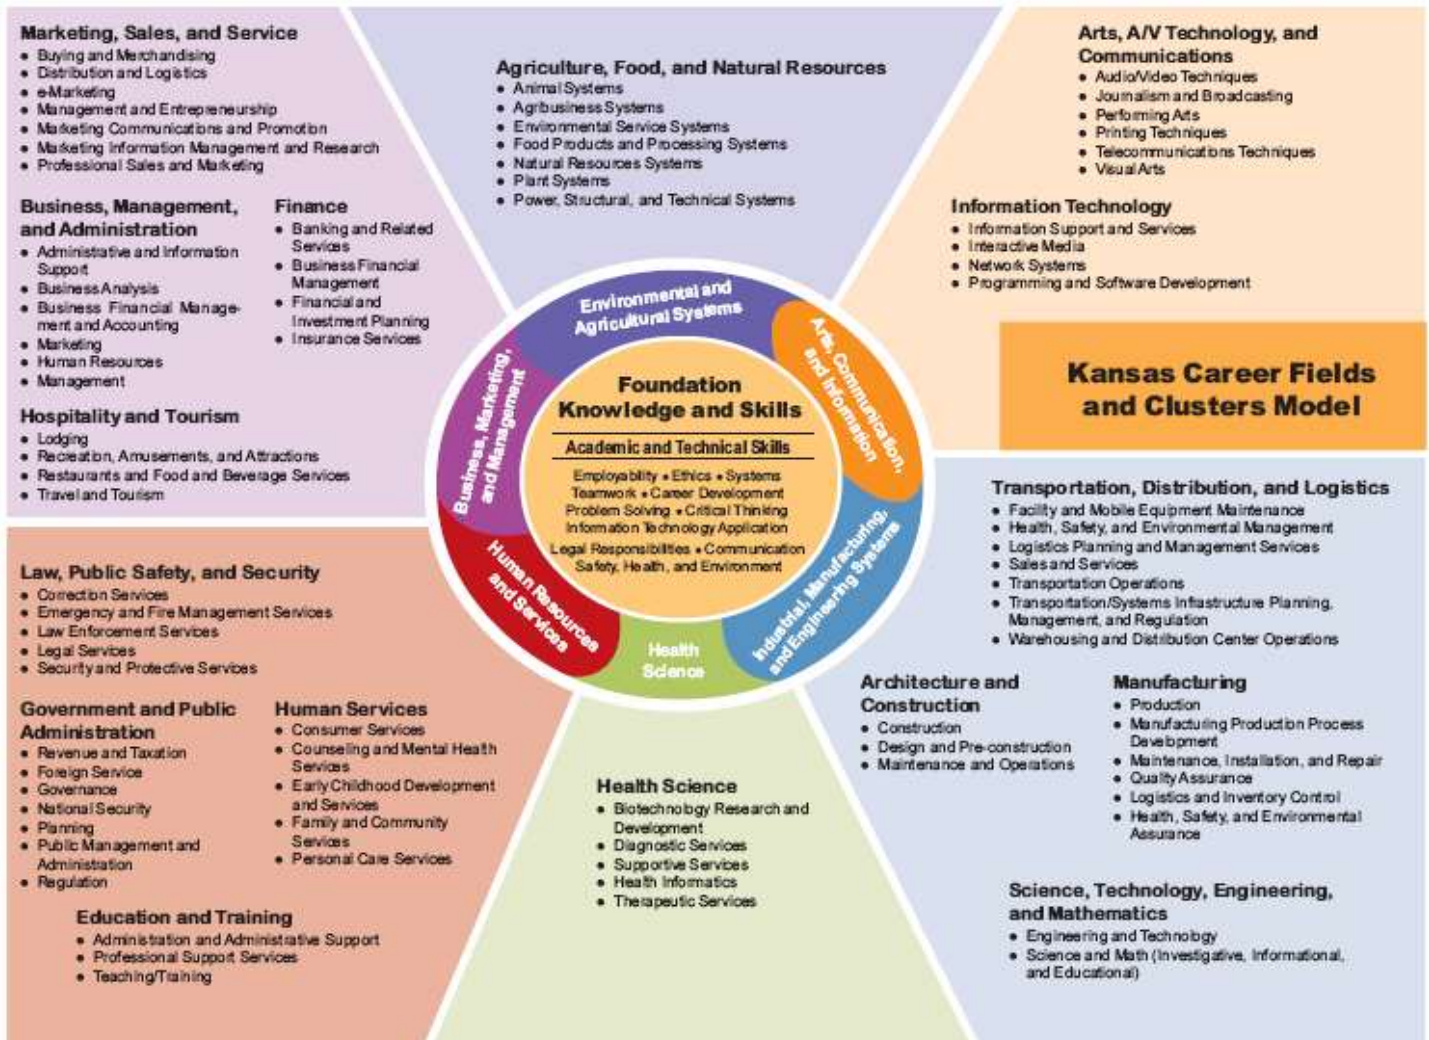 Marketing, Sales, and Service
• Buying and Merchandising
• Distribution and Logistics
• e-Marketing
• Management and Entrepreneurship
• Marketing Communications and Promotion
• Marketing Information Management and Research
• Professional Sales and Marketing
Business, Management,
and Administration
• Administrative and Information
Support
• Business Analysis
• Business Financial Manage-
ment and Accounting
• Marketing
• Human Resources
• Management
Finance
• Banking and Related
Services
• Business Financial
Management
• Financial and
Investment Planning
• Insurance Services
Hospitality and Tourism
• Lodging
• Recreation, Amusements, and Attractions
• Restaurants and Food and Beverage Services
• Travel and Tourism
Agriculture, Food, and Natural Resources
• Animal Systems
• Agribusiness Systems
• Environmental Service Systems
• Food Products and Processing Systems
• Natural Resources Systems
• Plant Systems
• Power, Structural, and Technical Systems
Arts, A/V Technology, and
Communications
• Audio/Video Techniques
• Journalism and Broadcasting
• Performing Arts
• Printing Techniques
• Telecommunications Techniques
• Visual Arts
Information Technology
• Information Support and Services
• Interactive Media
• Network Systems
• Programming and Software Development
Kansas Career Fields
and Clusters Model
Environmental and
Agricultural Systems
Arts, Communication,
and Information
Business, Marketing,
and Management
Foundation
Knowledge and Skills
Academic and Technical Skills
Employability • Ethics • Systems
Teamwork • Career Development
Problem Solving • Critical Thinking
Information Technology Application
Legal Responsibilities • Communication
Safety, Health, and Environment
Human Resources
and Services
Health
Science
Industrial, Manufacturing,
and Engineering Systems
Law, Public Safety, and Security
• Correction Services
• Emergency and Fire Management Services
• Law Enforcement Services
• Legal Services
• Security and Protective Services
Government and Public
Administration
• Revenue and Taxation
• Foreign Service
• Governance
• National Security
• Planning
• Public Management and
Administration
• Regulation
Human Services
• Consumer Services
• Counseling and Mental Health
Services
• Early Childhood Development
and Services
• Family and Community
Services
• Personal Care Services
Education and Training
• Administration and Administrative Support
• Professional Support Services
• Teaching/Training
Health Science
• Biotechnology Research and
Development
• Diagnostic Services
• Supportive Services
• Health Informatics
• Therapeutic Services
Transportation, Distribution, and Logistics
• Facility and Mobile Equipment Maintenance
• Health, Safety, and Environmental Management
• Logistics Planning and Management Services
• Sales and Services
• Transportation Operations
• Transportation/Systems Infrastructure Planning,
Management, and Regulation
• Warehousing and Distribution Center Operations
Architecture and
Construction
• Construction
• Design and Pre-construction
• Maintenance and Operations
Manufacturing
• Production
• Manufacturing Production Process
Development
• Maintenance, Installation, and Repair
• Quality Assurance
• Logistics and Inventory Control
• Health, Safety, and Environmental
Assurance
Science, Technology, Engineering,
and Mathematics
• Engineering and Technology
• Science and Math (Investigative, Informational,
and Educational)